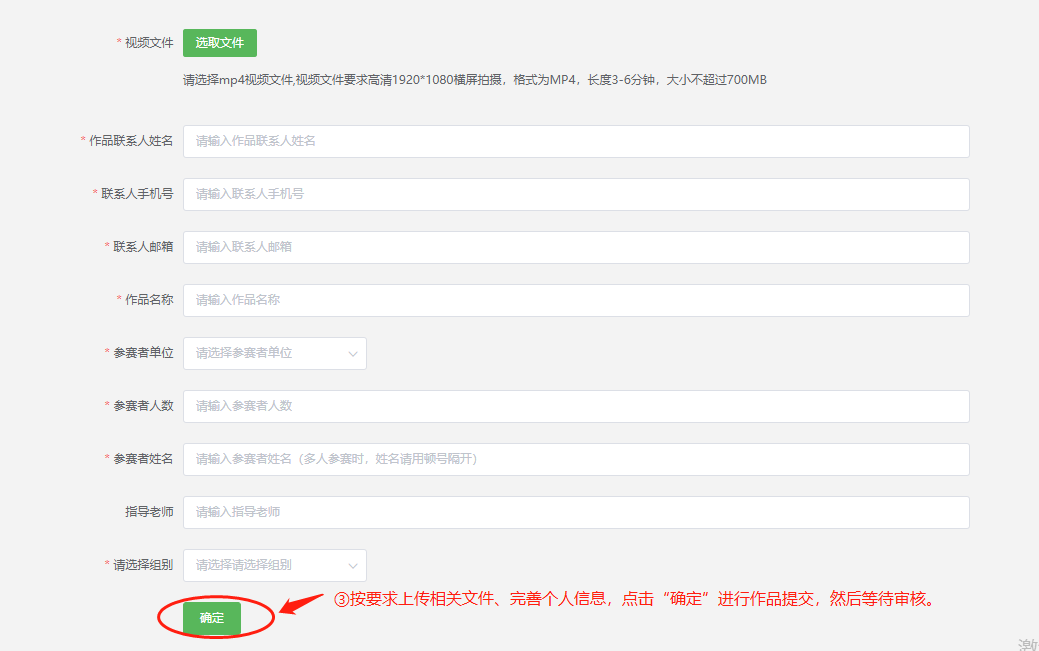 * 视频文件 选取文件
请选择mp4视频文件,视频文件要求高清1920*1080横屏拍摄，格式为MP4，长度3-6分钟，大小不超过700MB
* 作品联系人姓名 请输入作品联系人姓名
* 联系人手机号 请输入联系人手机号
* 联系人邮箱 请输入联系人邮箱
* 作品名称 请输入作品名称
* 参赛者单位 请选择参赛者单位
* 参赛者人数 请输入参赛者人数
* 参赛者姓名 请输入参赛者姓名（多人参赛时，姓名请用顿号隔开）
指导老师 请输入指导老师
* 请选择组别 请选择请选择组别
确定 ③按要求上传相关文件、完善个人信息，点击“确定”进行作品提交，然后等待审核。
激